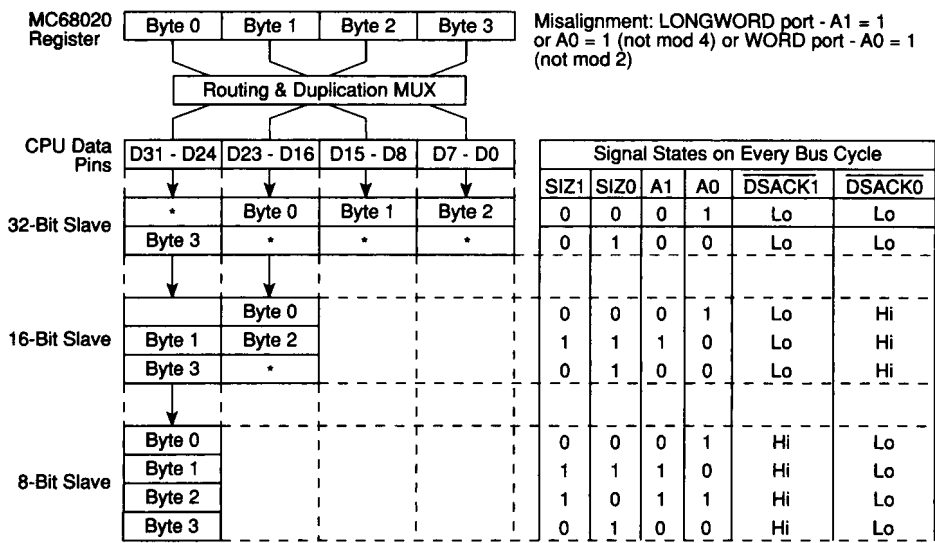 MC68020 Register Byte 0 Byte 1 Byte 2 Byte 3
Misalignment: LONGWORD port - A1 = 1
or A0 = 1 (not mod 4) or WORD port - A0 = 1
(not mod 2)
Routing & Duplication MUX
CPU Data Pins D31 - D24 D23 - D16 D15 - D8 D7 - D0
Signal States on Every Bus Cycle
SIZ1 SIZ0 A1 A0 DSACK1 DSACK0
32-Bit Slave
* Byte 0 Byte 1 Byte 2 0 0 0 1 Lo Lo
Byte 3 * * * 0 1 0 0 Lo Lo
16-Bit Slave
Byte 0 0 0 0 1 Lo Hi
Byte 1 Byte 2 1 1 1 0 Lo Hi
Byte 3 * 0 1 0 0 Lo Hi
8-Bit Slave
Byte 0 0 0 0 1 Hi Lo
Byte 1 1 1 1 0 Hi Lo
Byte 2 1 0 1 1 Hi Lo
Byte 3 0 1 0 0 Hi Lo